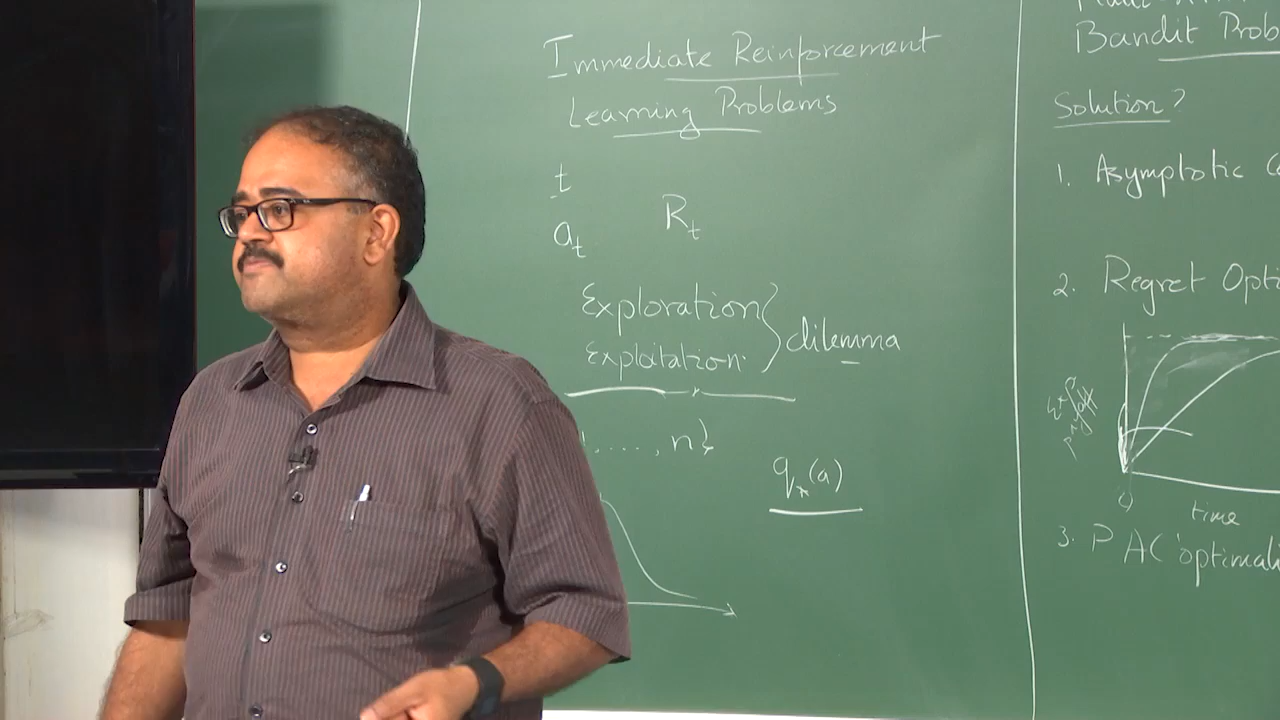 Immediate Reinforcement
Learning Problems
t
a_t R_t
Exploration
Exploitation
dilemma
, ...., n}
q_*(a)
Bandit Prob
Solution?
1. Asymptotic C
2. Regret Opti
0
time
3. PAC optimali